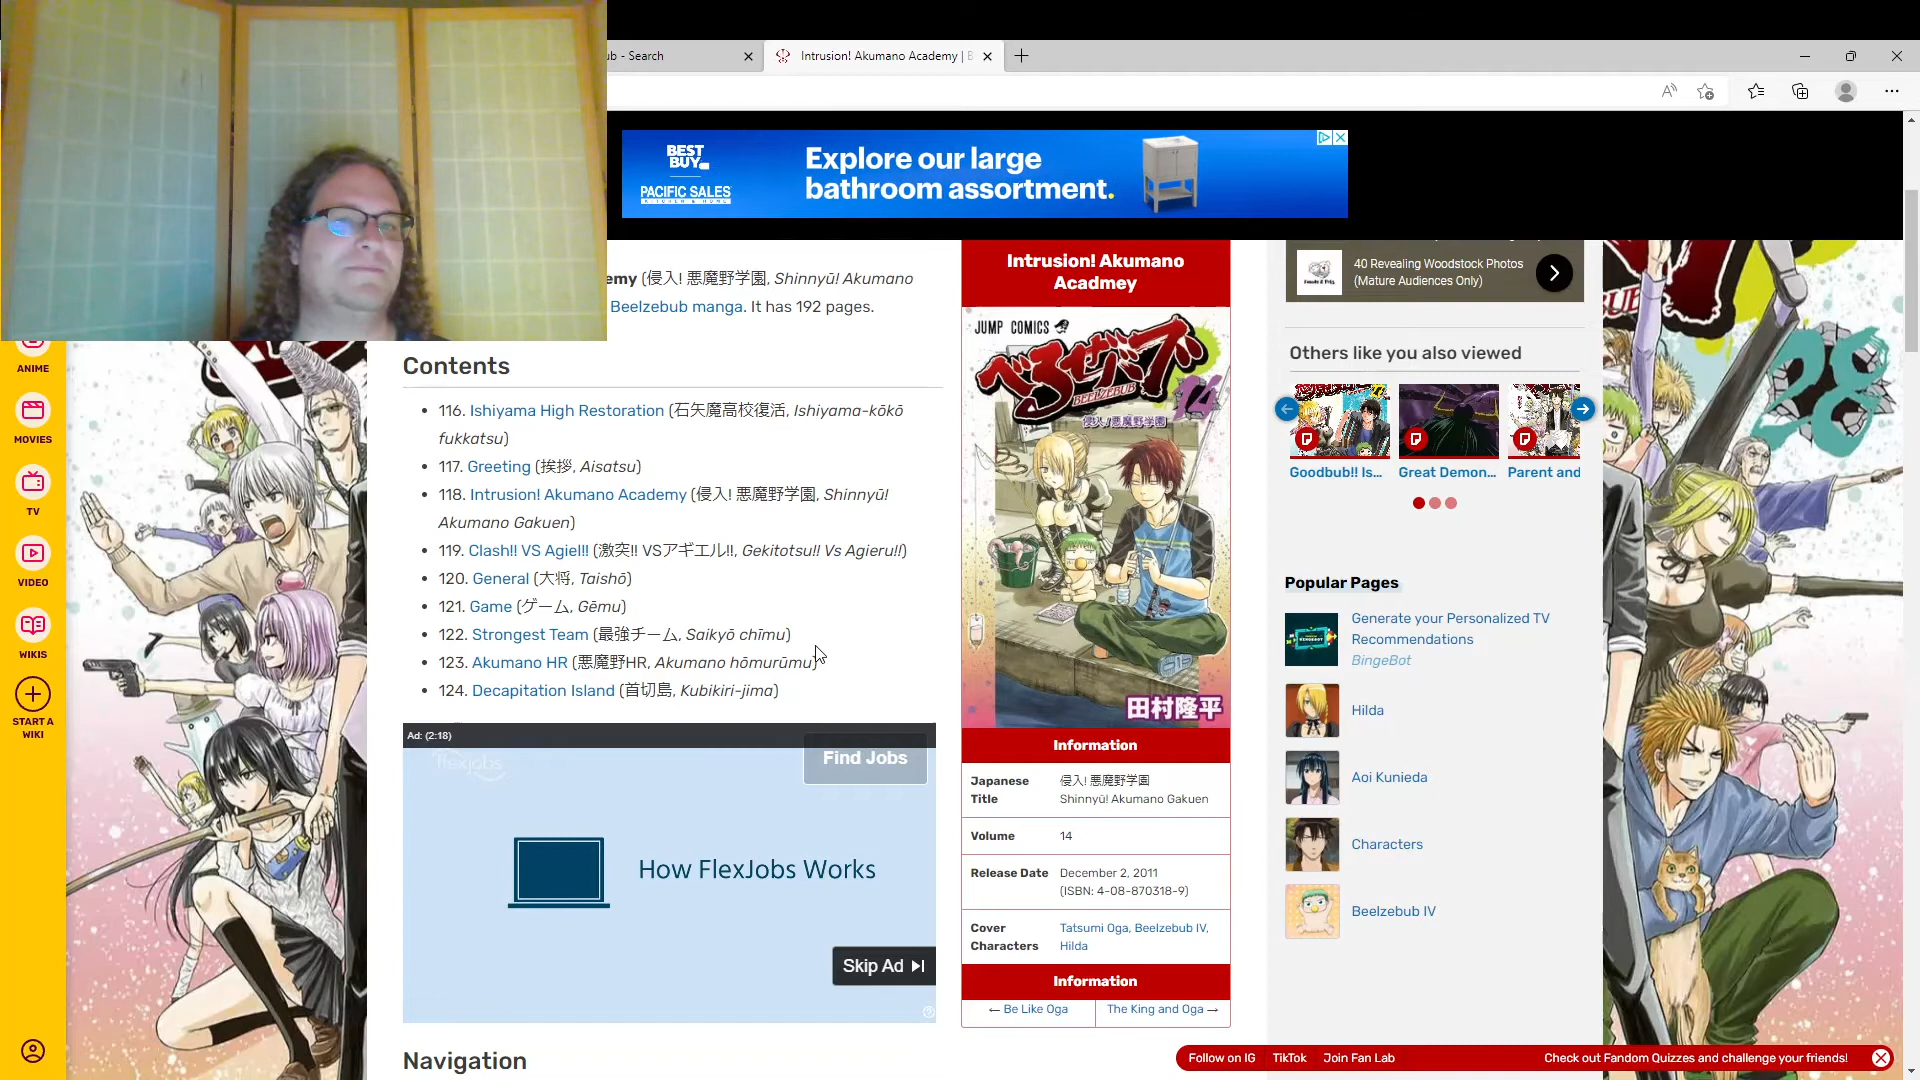 ub - Search
Intrusion! Akumano Academy | B
BEST BUY
PACIFIC SALES
KITCHEN & HOME
Explore our large
bathroom assortment.
emy (侵入! 悪魔野学園, Shinnyū! Akumano
Beelzebub manga. It has 192 pages.
Contents
116. Ishiyama High Restoration (石矢魔高校復活, Ishiyama-kōkō
fukkatsu)
117. Greeting (挨拶, Aisatsu)
118. Intrusion! Akumano Academy (侵入! 悪魔野学園, Shinnyū!
Akumano Gakuen)
119. Clash!! VS Agiel!! (激突!! VSアギエル!!, Gekitotsu!! Vs Agieru!!)
120. General (大将, Taishō)
121. Game (ゲーム, Gēmu)
122. Strongest Team (最強チーム, Saikyō chīmu)
123. Akumano HR (悪魔野HR, Akumano hōmurūmu)
124. Decapitation Island (首切島, Kubikiri-jima)
Ad: (2:18)
flexjobs
Find Jobs
How FlexJobs Works
Skip Ad
Navigation
ANIME
MOVIES
TV
VIDEO
WIKIS
START A
WIKI
Intrusion! Akumano
Acadmey
JUMP COMICS
べるぜバブ
BEELZEBUB
14
侵入!悪魔野学園
田村隆平
Information
Japanese
Title
侵入! 悪魔野学園
Shinnyū! Akumano Gakuen
Volume
14
Release Date
December 2, 2011
(ISBN: 4-08-870318-9)
Cover
Characters
Tatsumi Oga, Beelzebub IV,
Hilda
Information
← Be Like Oga
The King and Oga →
40 Revealing Woodstock Photos
(Mature Audiences Only)
Others like you also viewed
Goodbub!! Is...
Great Demon...
Parent and
Popular Pages
Generate your Personalized TV
Recommendations
BingeBot
Hilda
Aoi Kunieda
Characters
Beelzebub IV
28
Follow on IG
TikTok
Join Fan Lab
Check out Fandom Quizzes and challenge your friends!